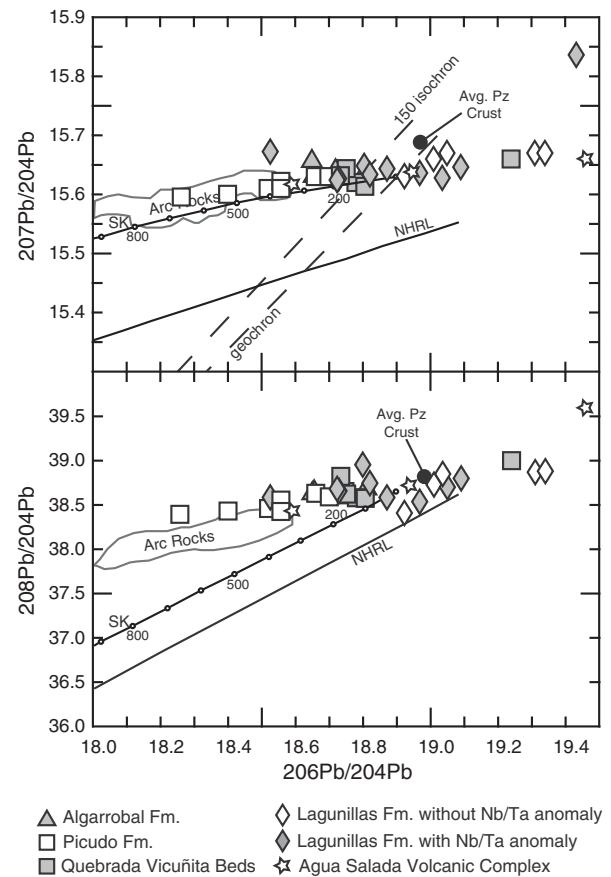 15.9
15.8
15.7
15.6
15.5
15.4
207Pb/204Pb
150 isochron
Avg. Pz
Crust
Arc Rocks
SK
800
500
200
NHRL
geochron
39.5
39.0
38.5
38.0
37.5
37.0
36.5
36.0
208Pb/204Pb
Avg. Pz
Crust
Arc Rocks
200
500
SK
800
NHRL
18.0 18.2 18.4 18.6 18.8 19.0 19.2 19.4
206Pb/204Pb
Algarrobal Fm.
Picudo Fm.
Quebrada Vicuñita Beds
Lagunillas Fm. without Nb/Ta anomaly
Lagunillas Fm. with Nb/Ta anomaly
Agua Salada Volcanic Complex